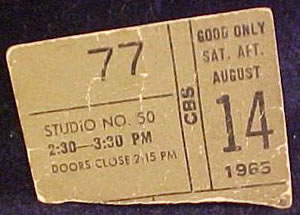 77
STUDIO NO. 50
2:30-3:30 PM
DOORS CLOSE 2:15 PM
CBS
GOOD ONLY
SAT. AFT.
AUGUST
14
1965